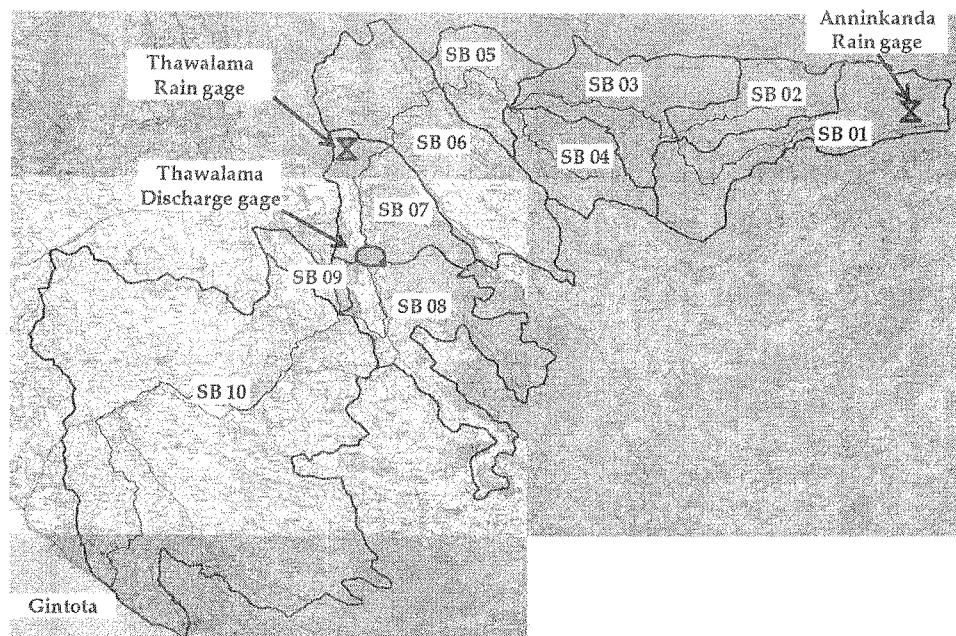 Anninkanda
Rain gage
Thawalama
Rain gage
SB 05
SB 03
SB 02
SB 01
SB 06
SB 04
Thawalama
Discharge gage
SB 07
SB 09
SB 08
SB 10
Gintota